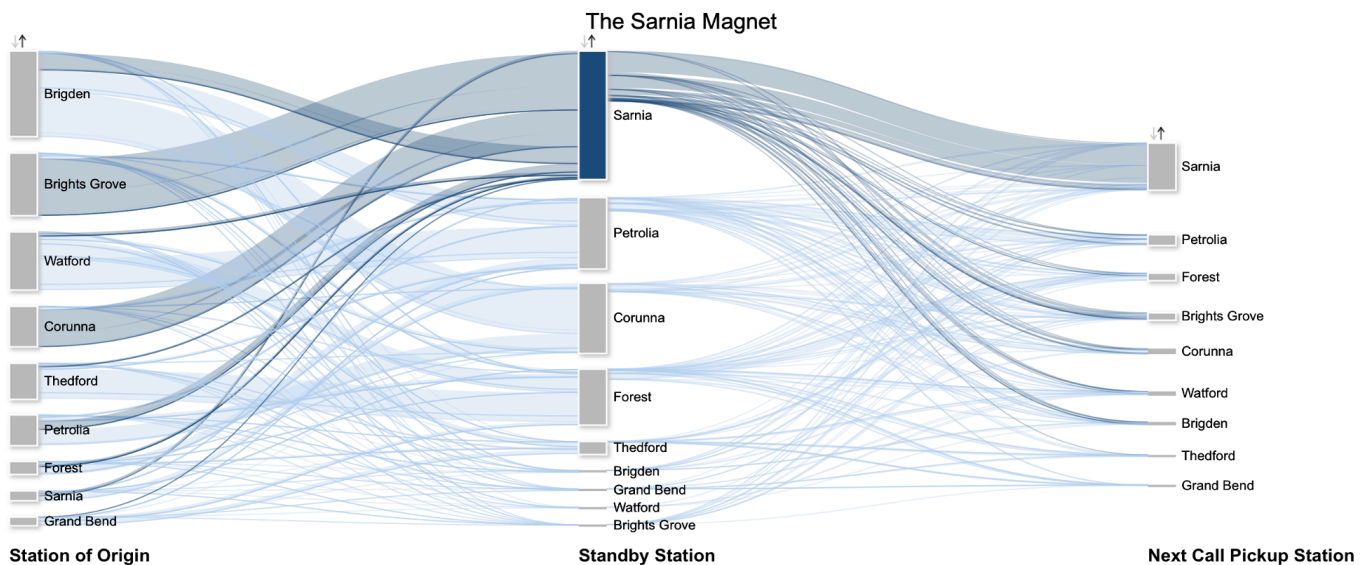 The Sarnia Magnet
Brigden
Brights Grove
Watford
Corunna
Thedford
Petrolia
Forest
Sarnia
Grand Bend
Station of Origin
Sarnia
Petrolia
Corunna
Forest
Thedford
Brigden
Grand Bend
Watford
Brights Grove
Standby Station
Sarnia
Petrolia
Forest
Brights Grove
Corunna
Watford
Brigden
Thedford
Grand Bend
Next Call Pickup Station